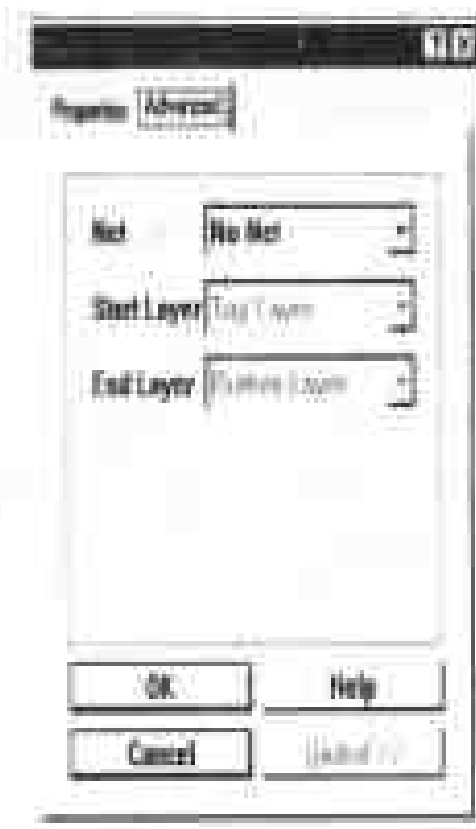 Properties Advanced
Net No Net
Start Layer Top Layer
End Layer Bottom Layer
OK Help
Cancel